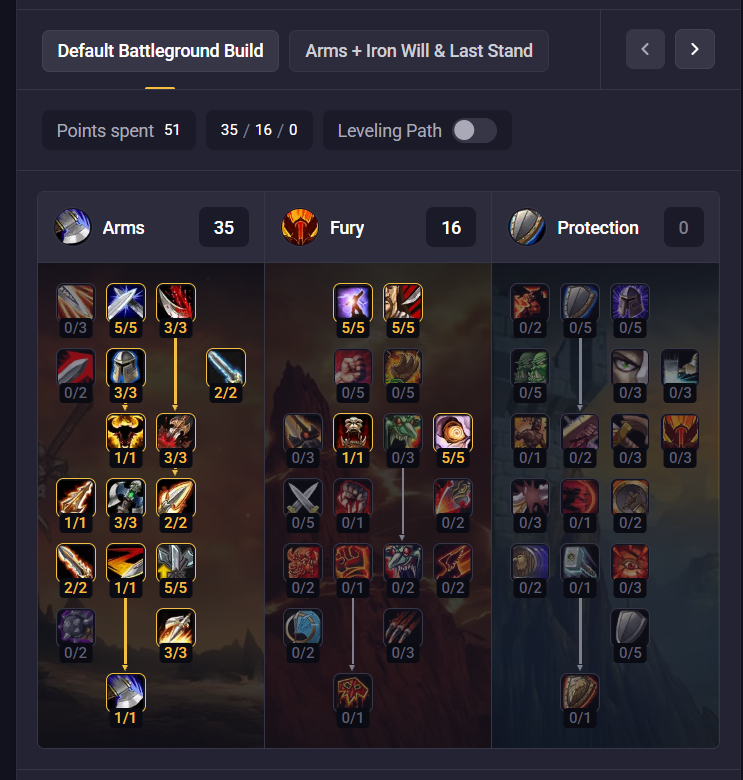 Default Battleground Build Arms + Iron Will & Last Stand
Points spent 51 35 / 16 / 0 Leveling Path
Arms 35 Fury 16 Protection 0
0/3 5/5 3/3 5/5 5/5 0/2 0/5 0/5
0/2 3/3 2/2 0/5 0/5 0/5 0/3 0/3
1/1 3/3 0/3 1/1 0/3 5/5 0/1 0/2 0/3 0/3
1/1 3/3 2/2 0/5 0/1 0/2 0/3 0/1 0/2
2/2 1/1 5/5 0/2 0/1 0/2 0/2 0/2 0/1 0/3
0/2 3/3 0/2 0/3 0/5
1/1 0/1 0/1